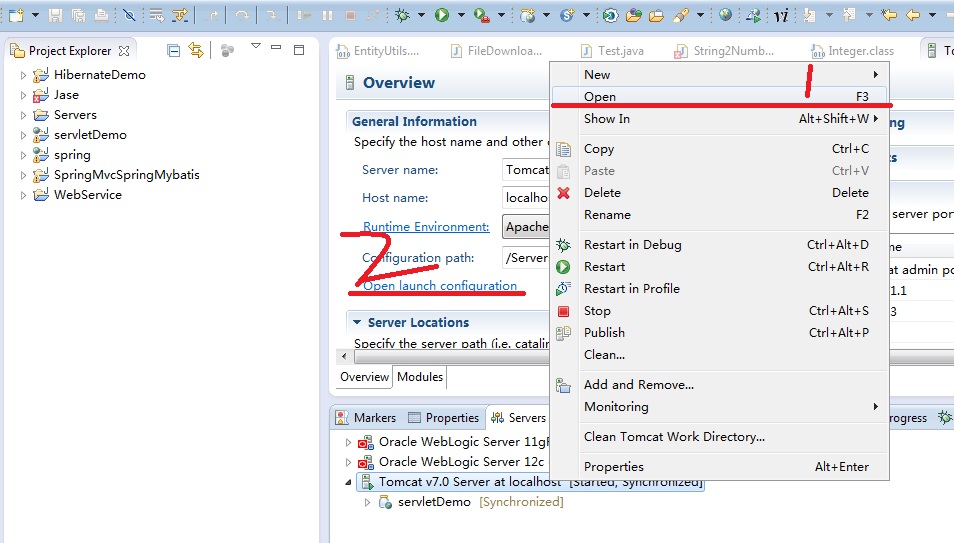 Project Explorer
HibernateDemo
Jase
Servers
servletDemo
spring
SpringMvcSpringMybatis
WebService
EntityUtils....
FileDownloa...
Test.java
String2Numb...
Integer.class
To
Overview
General Information
Specify the host name and other
Server name:
Tomcat
Host name:
localho
Runtime Environment:
Apache
Configuration path:
/Server
Open launch configuration
Server Locations
Specify the server path (i.e. catalin
Overview
Modules
New
Open F3
Show In Alt+Shift+W
Copy Ctrl+C
Paste Ctrl+V
Delete Delete
Rename F2
Restart in Debug Ctrl+Alt+D
Restart Ctrl+Alt+R
Restart in Profile
Stop Ctrl+Alt+S
Publish Ctrl+Alt+P
Clean...
Add and Remove...
Monitoring
Clean Tomcat Work Directory...
Properties Alt+Enter
1
2
ng
s
server por
me
at admin po
1.1
3
Markers
Properties
Servers
rogress
Oracle WebLogic Server 11gR
Oracle WebLogic Server 12c
Tomcat v7.0 Server at localhost [Started, Synchronized]
servletDemo [Synchronized]